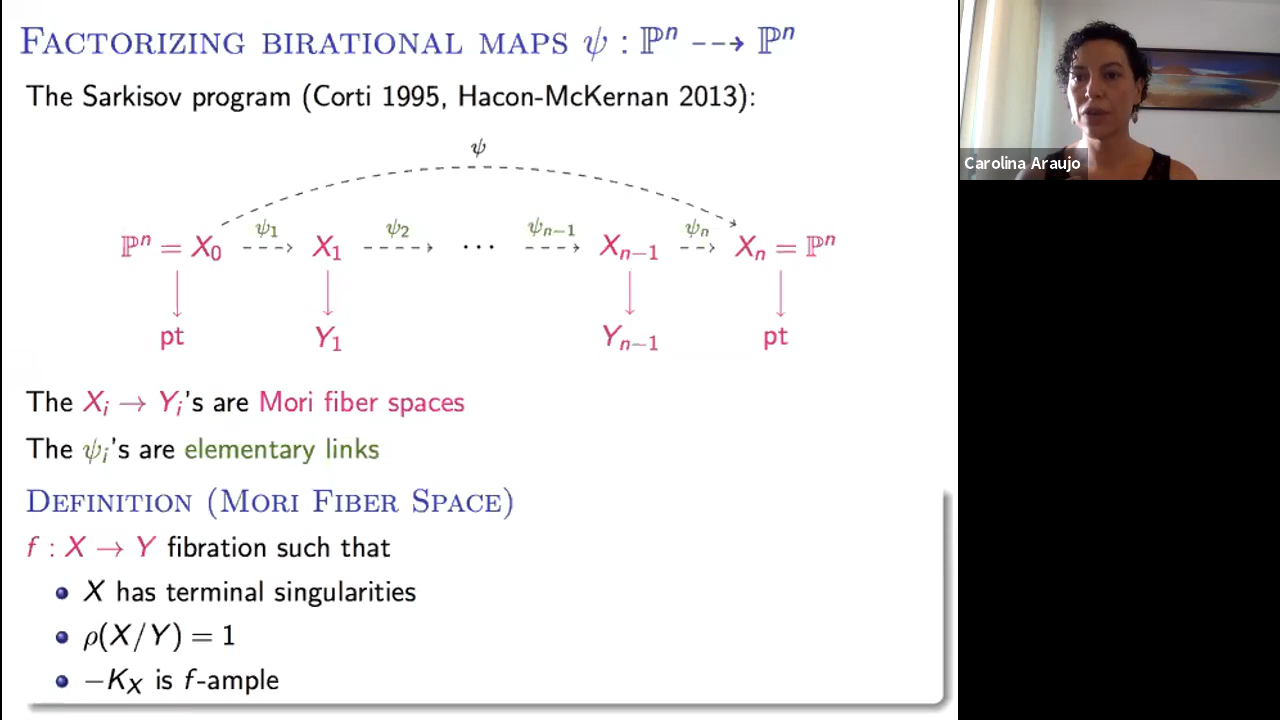 FACTORIZING BIRATIONAL MAPS ψ : ℙⁿ --→ ℙⁿ
The Sarkisov program (Corti 1995, Hacon-McKernan 2013):
ψ
ψ₁ ψ₂ ψₙ₋₁ ψₙ
ℙⁿ = X₀ X₁ ⋯ Xₙ₋₁ Xₙ = ℙⁿ
pt Y₁ Yₙ₋₁ pt
The Xᵢ → Yᵢ's are Mori fiber spaces
The ψᵢ's are elementary links
DEFINITION (MORI FIBER SPACE)
f : X → Y fibration such that
• X has terminal singularities
• ρ(X/Y) = 1
• −K_X is f-ample
Carolina Araujo